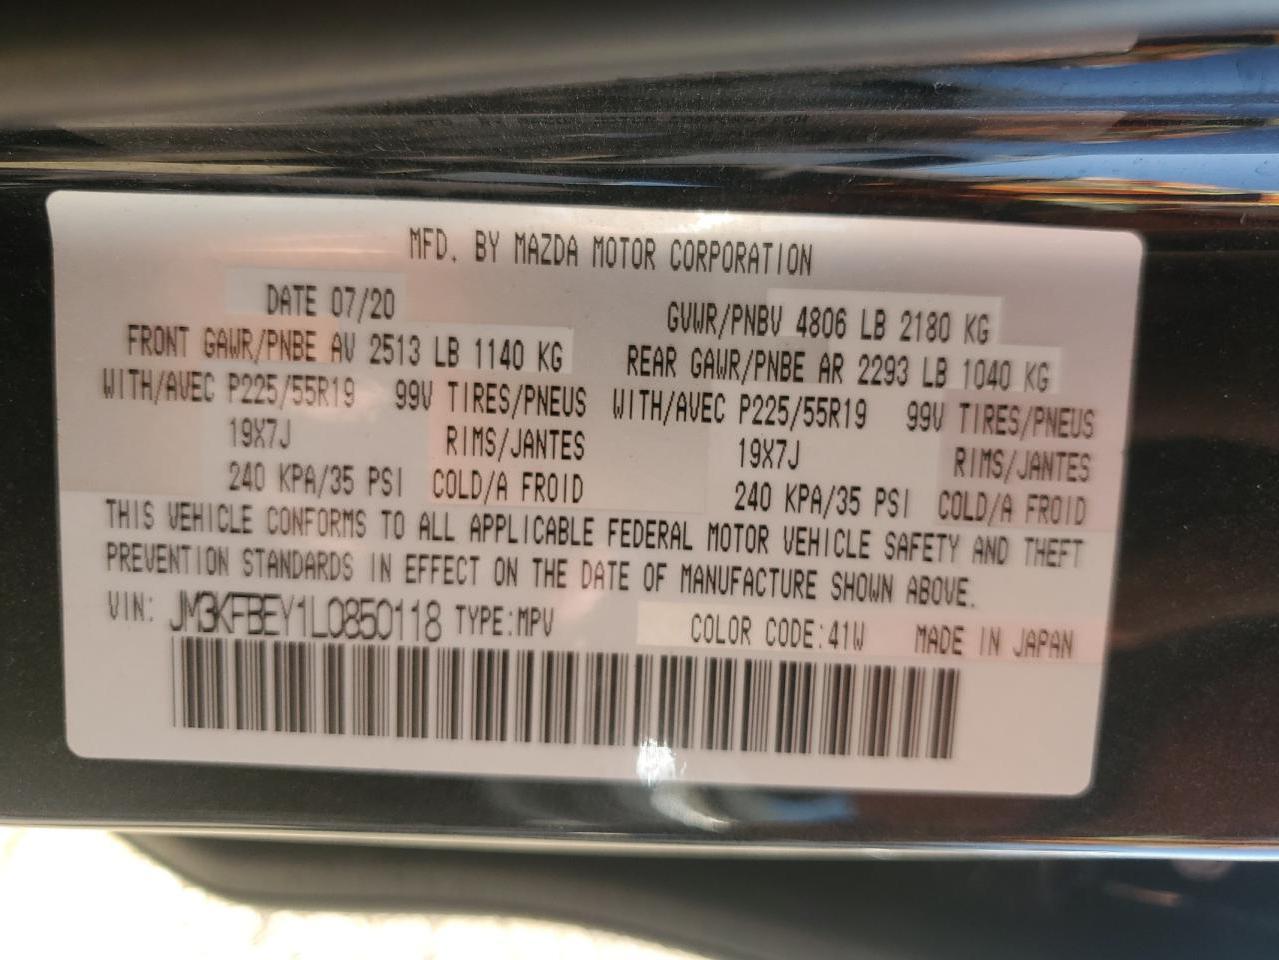 MFD. BY MAZDA MOTOR CORPORATION
DATE 07/20 GVWR/PNBV 4806 LB 2180 KG
FRONT GAWR/PNBE AV 2513 LB 1140 KG REAR GAWR/PNBE AR 2293 LB 1040 KG
WITH/AVEC P225/55R19 99V TIRES/PNEUS WITH/AVEC P225/55R19 99V TIRES/PNEUS
19X7J RIMS/JANTES 19X7J RIMS/JANTES
240 KPA/35 PSI COLD/A FROID 240 KPA/35 PSI COLD/A FROID
THIS VEHICLE CONFORMS TO ALL APPLICABLE FEDERAL MOTOR VEHICLE SAFETY AND THEFT
PREVENTION STANDARDS IN EFFECT ON THE DATE OF MANUFACTURE SHOWN ABOVE.
VIN: JM3KFBEY1L0850118 TYPE:MPV COLOR CODE:41W MADE IN JAPAN